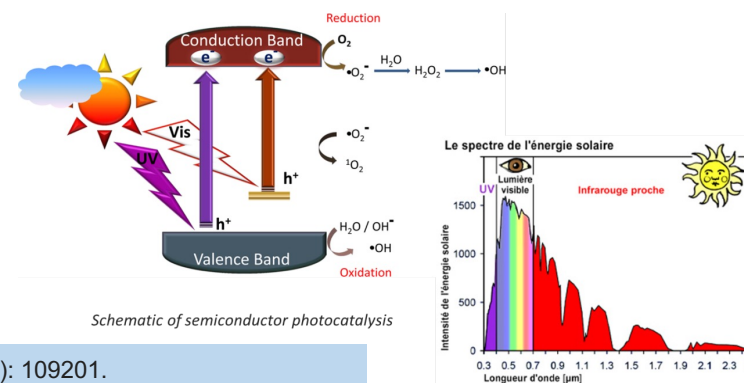 Reduction
Conduction Band
e⁻ e⁻
O₂
•O₂⁻ H₂O H₂O₂ •OH
Vis
UV
•O₂⁻
¹O₂
h⁺
h⁺
H₂O / OH⁻
•OH
Valence Band
Oxidation
Schematic of semiconductor photocatalysis
): 109201.
Le spectre de l'énergie solaire
UV Lumière visible Infrarouge proche
Intensité de l'énergie solaire
1500
1000
500
0
0.3 0.5 0.7 0.9 1.1 1.3 1.5 1.7 1.9 2.1 2.3
Longueur d'onde [µm]